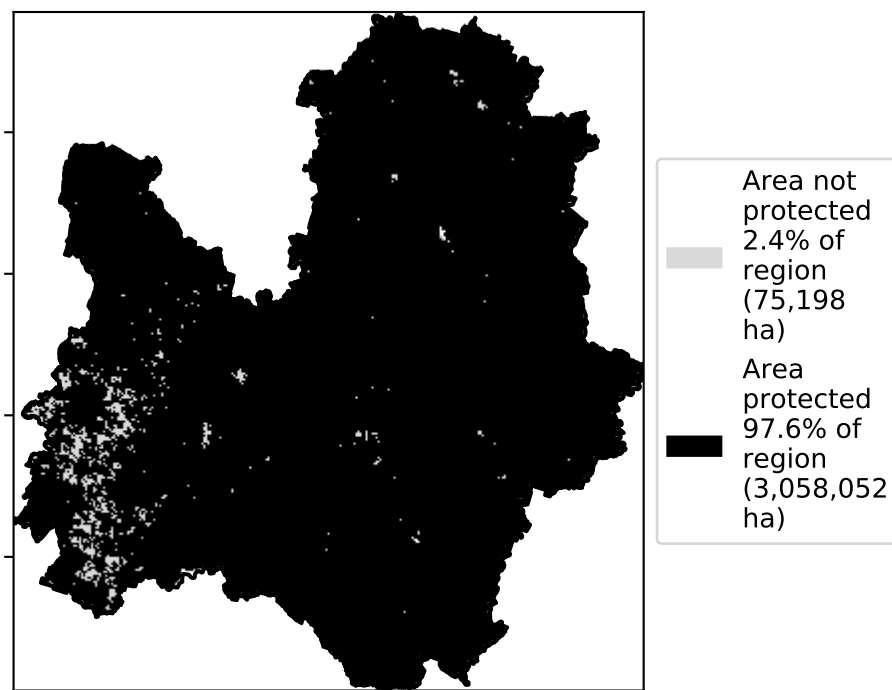 Area not
protected
2.4% of
region
(75,198
ha)
Area
protected
97.6% of
region
(3,058,052
ha)